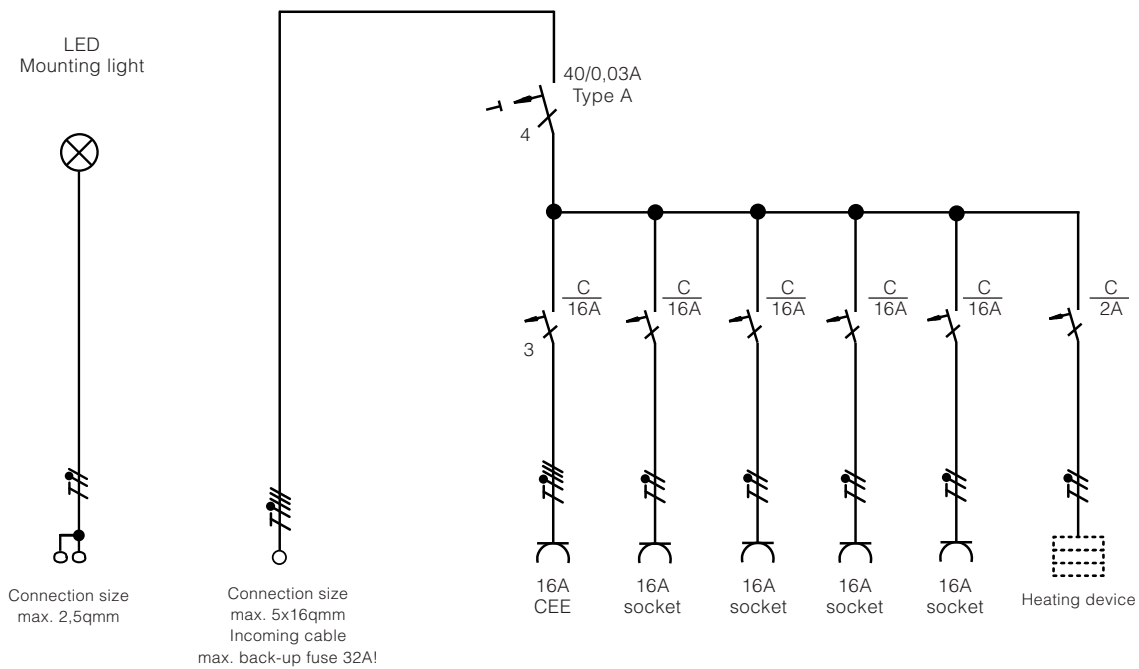 LED
Mounting light
40/0,03A
Type A
4
C
16A
C
16A
C
16A
C
16A
C
16A
C
2A
3
16A
CEE
16A
socket
16A
socket
16A
socket
16A
socket
Heating device
Connection size
max. 2,5qmm
Connection size
max. 5x16qmm
Incoming cable
max. back-up fuse 32A!